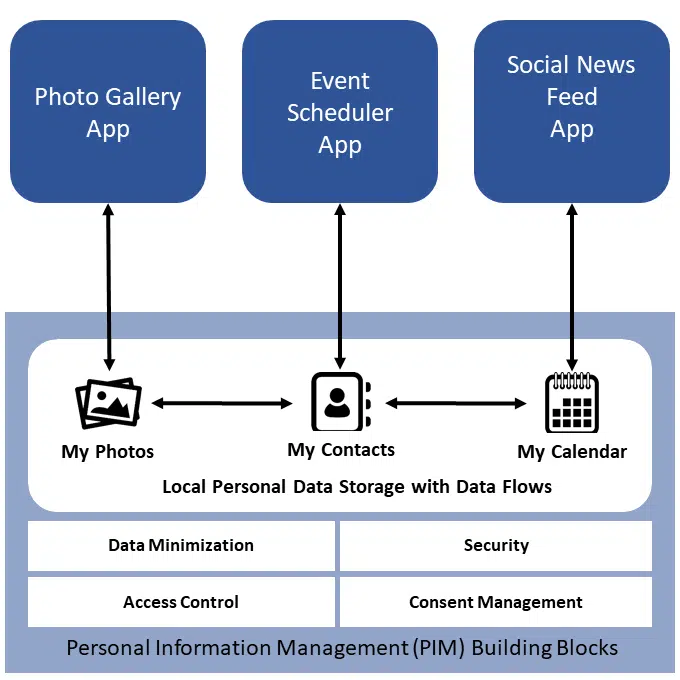 Photo Gallery
App
Event
Scheduler
App
Social News
Feed
App
My Photos
My Contacts
My Calendar
Local Personal Data Storage with Data Flows
Data Minimization
Security
Access Control
Consent Management
Personal Information Management (PIM) Building Blocks